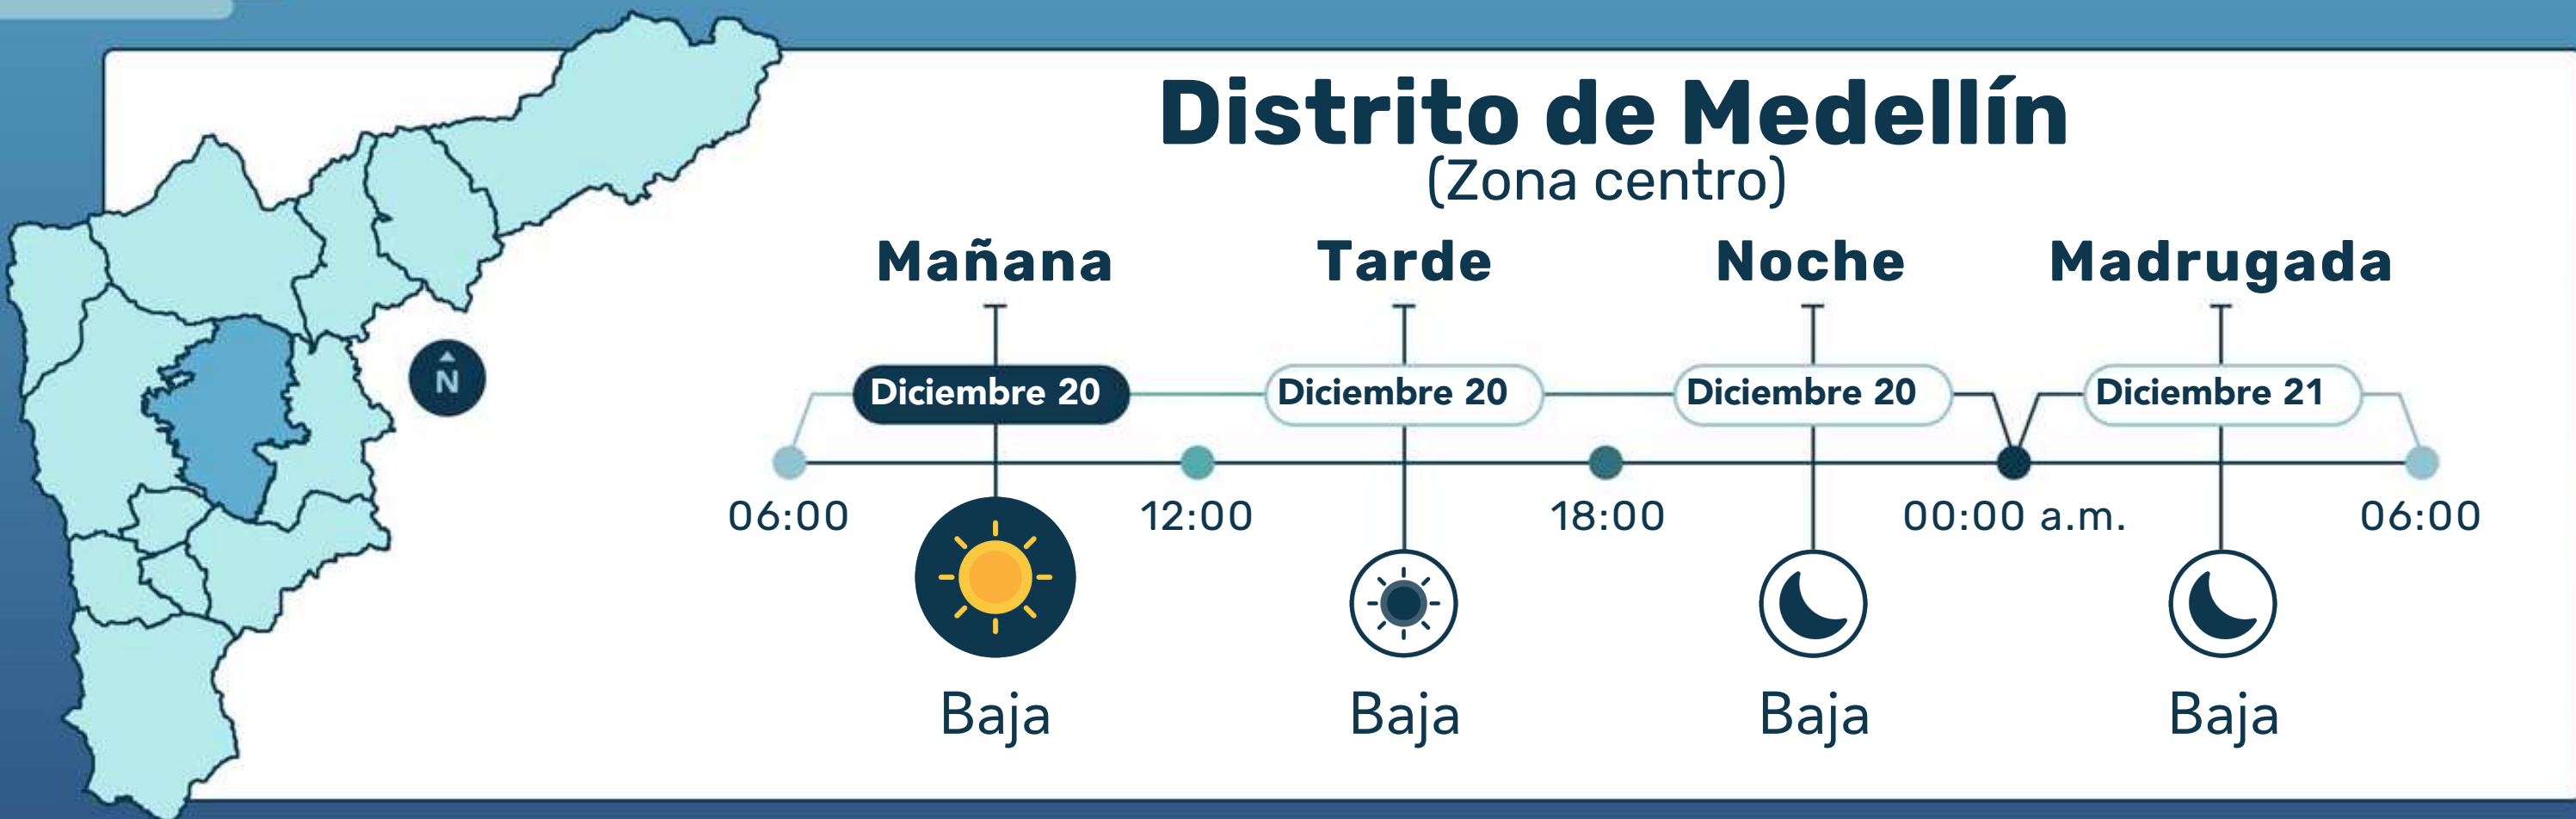 Distrito de Medellín
(Zona centro)
Mañana Tarde Noche Madrugada
Diciembre 20 Diciembre 20 Diciembre 20 Diciembre 21
N
06:00 12:00 18:00 00:00 a.m. 06:00
Baja Baja Baja Baja